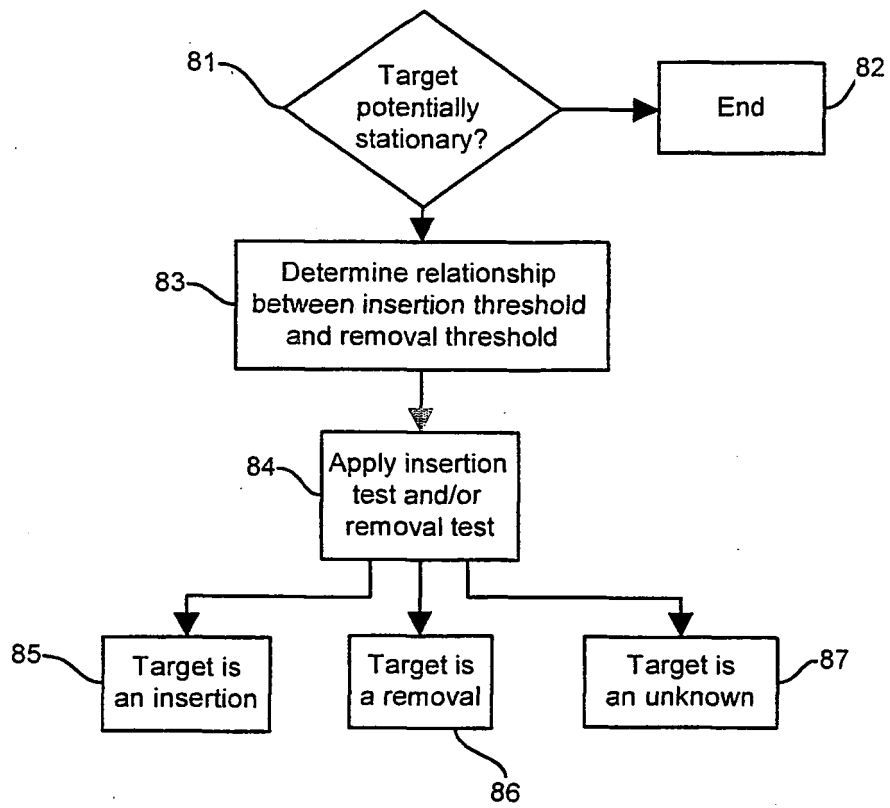 81
Target
potentially
stationary?
End
82
83
Determine relationship
between insertion threshold
and removal threshold
84
Apply insertion
test and/or
removal test
85
Target is
an insertion
Target is
a removal
86
Target is
an unknown
87